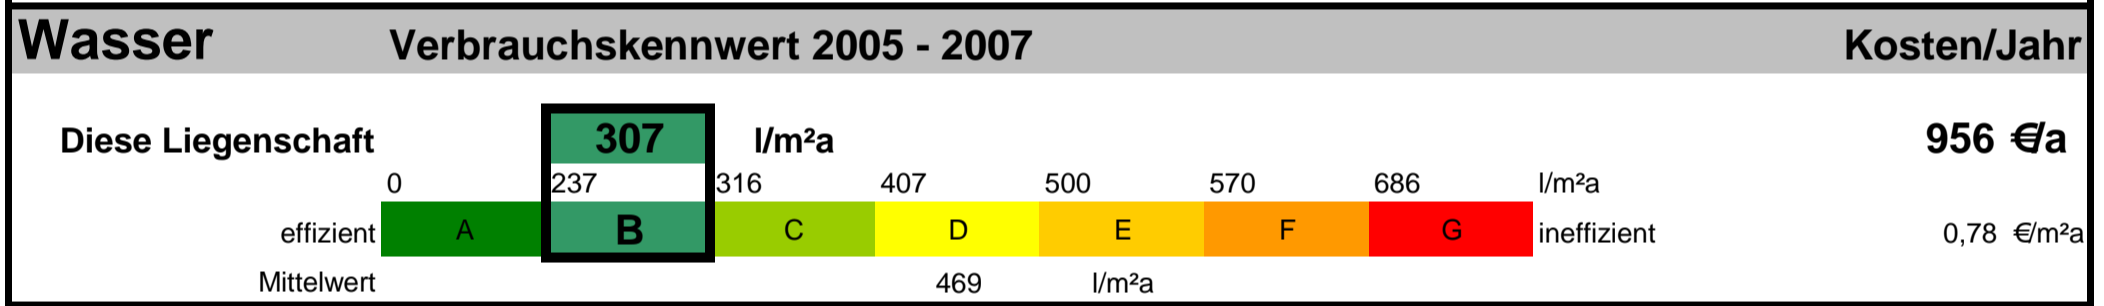 Wasser Verbrauchskennwert 2005 - 2007 Kosten/Jahr
Diese Liegenschaft 307 l/m²a 956 €/a
0 237 316 407 500 570 686 l/m²a
effizient A B C D E F G ineffizient 0,78 €/m²a
Mittelwert 469 l/m²a